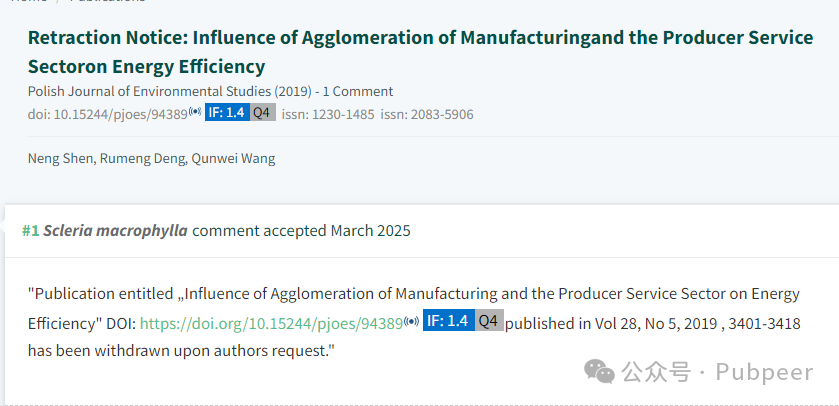 Retraction Notice: Influence of Agglomeration of Manufacturingand the Producer Service
Sectoron Energy Efficiency
Polish Journal of Environmental Studies (2019) - 1 Comment
doi: 10.15244/pjoes/94389 IF: 1.4 Q4 issn: 1230-1485 issn: 2083-5906
Neng Shen, Rumeng Deng, Qunwei Wang
#1 Scleria macrophylla comment accepted March 2025
"Publication entitled „Influence of Agglomeration of Manufacturing and the Producer Service Sector on Energy
Efficiency" DOI: https://doi.org/10.15244/pjoes/94389 IF: 1.4 Q4 published in Vol 28, No 5, 2019 , 3401-3418
has been withdrawn upon authors request."
公众号 · Pubpeer